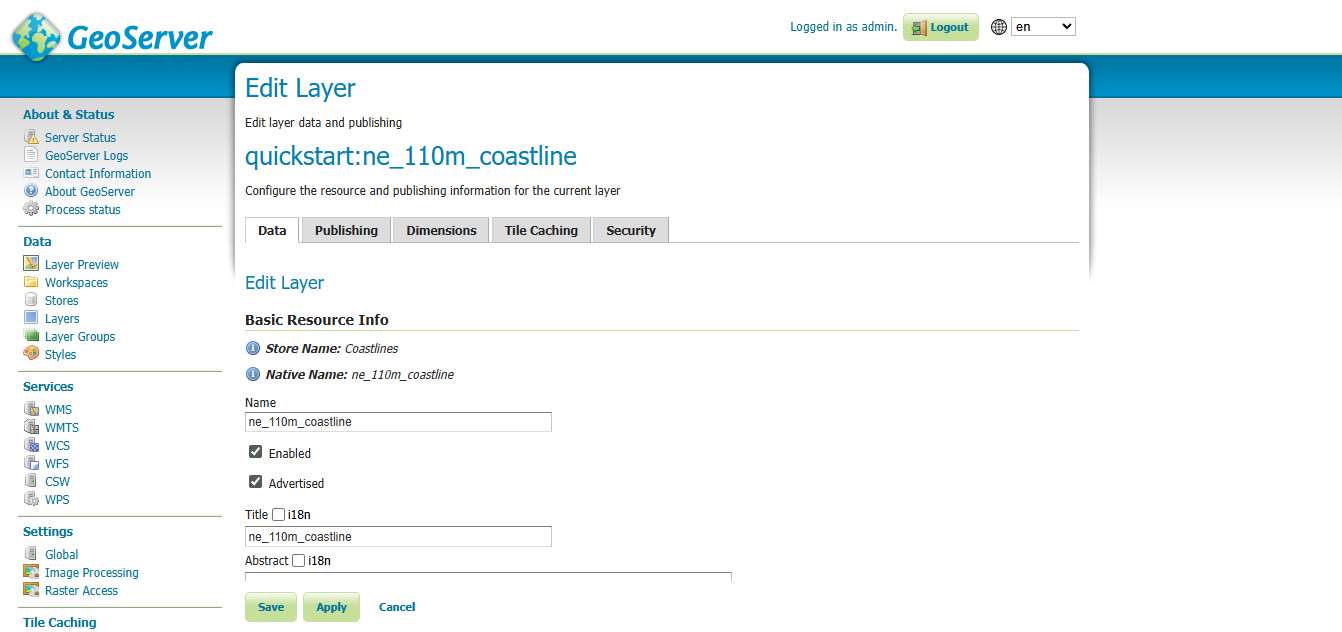 GeoServer
Logged in as admin.
Logout
en
About & Status
Server Status
GeoServer Logs
Contact Information
About GeoServer
Process status
Data
Layer Preview
Workspaces
Stores
Layers
Layer Groups
Styles
Services
WMS
WMTS
WCS
WFS
CSW
WPS
Settings
Global
Image Processing
Raster Access
Tile Caching
Edit Layer
Edit layer data and publishing
quickstart:ne_110m_coastline
Configure the resource and publishing information for the current layer
Data Publishing Dimensions Tile Caching Security
Edit Layer
Basic Resource Info
Store Name: Coastlines
Native Name: ne_110m_coastline
Name
ne_110m_coastline
Enabled
Advertised
Title i18n
ne_110m_coastline
Abstract i18n
Save Apply Cancel